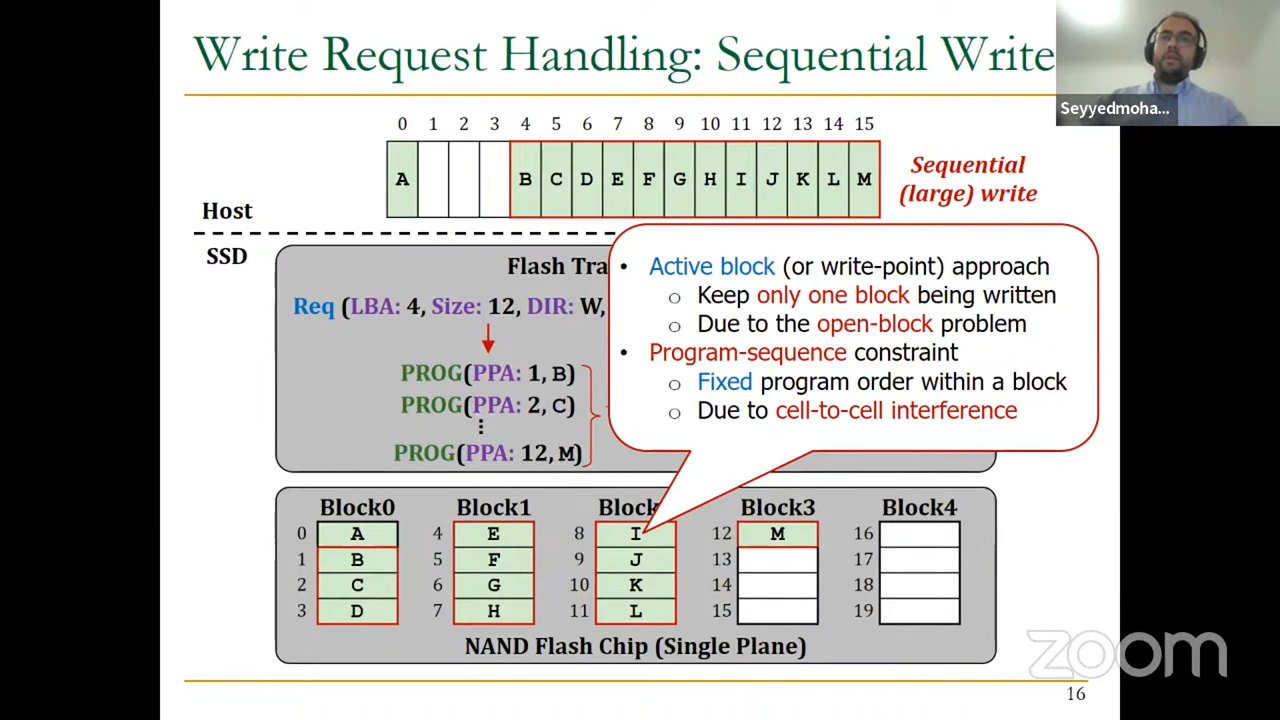 Write Request Handling: Sequential Write
Seyyedmoha...
0 1 2 3 4 5 6 7 8 9 10 11 12 13 14 15
A B C D E F G H I J K L M
Sequential
(large) write
Host
SSD
Flash Tra
Req (LBA: 4, Size: 12, DIR: W,
PROG(PPA: 1, B)
PROG(PPA: 2, C)
⋮
PROG(PPA: 12, M)
• Active block (or write-point) approach
○ Keep only one block being written
○ Due to the open-block problem
• Program-sequence constraint
○ Fixed program order within a block
○ Due to cell-to-cell interference
Block0 Block1 Block Block3 Block4
0 A 4 E 8 I 12 M 16
1 B 5 F 9 J 13 17
2 C 6 G 10 K 14 18
3 D 7 H 11 L 15 19
NAND Flash Chip (Single Plane)
zoom
16